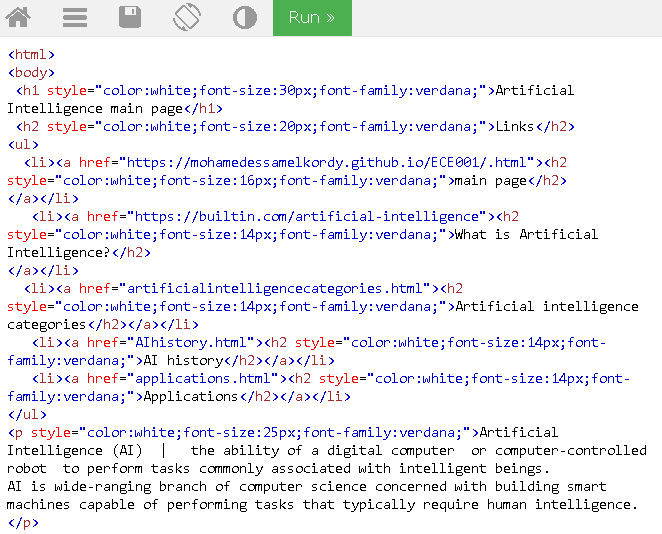 Run »
<html>
<body>
 <h1 style="color:white;font-size:30px;font-family:verdana;">Artificial
Intelligence main page</h1>
 <h2 style="color:white;font-size:20px;font-family:verdana;">Links</h2>
<ul>
  <li><a href="https://mohamedessamelkordy.github.io/ECE001/.html"><h2
style="color:white;font-size:16px;font-family:verdana;">main page</h2>
</a></li>
   <li><a href="https://builtin.com/artificial-intelligence"><h2
style="color:white;font-size:14px;font-family:verdana;">What is Artificial
Intelligence?</h2>
</a></li>
  <li><a href="artificialintelligencecategories.html"><h2
style="color:white;font-size:14px;font-family:verdana;">Artificial intelligence
categories</h2></a></li>
   <li><a href="AIhistory.html"><h2 style="color:white;font-size:14px;font-
family:verdana;">AI history</h2></a></li>
   <li><a href="applications.html"><h2 style="color:white;font-size:14px;font-
family:verdana;">Applications</h2></a></li>
</ul>
<p style="color:white;font-size:25px;font-family:verdana;">Artificial
Intelligence (AI)  |   the ability of a digital computer  or computer-controlled
robot  to perform tasks commonly associated with intelligent beings.
AI is wide-ranging branch of computer science concerned with building smart
machines capable of performing tasks that typically require human intelligence.
</p>